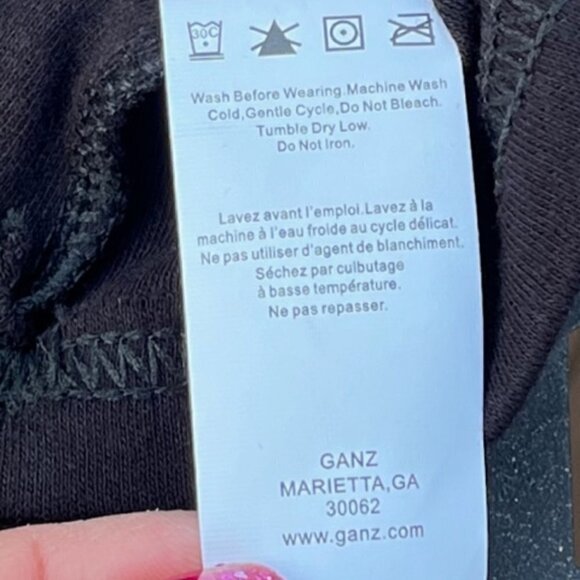 30C
Wash Before Wearing.Machine Wash
Cold,Gentle Cycle,Do Not Bleach.
Tumble Dry Low.
Do Not Iron.
Lavez avant l'emploi.Lavez à la
machine à l'eau froide au cycle délicat.
Ne pas utiliser d'agent de blanchiment.
Séchez par culbutage
à basse température.
Ne pas repasser.
GANZ
MARIETTA,GA
30062
www.ganz.com